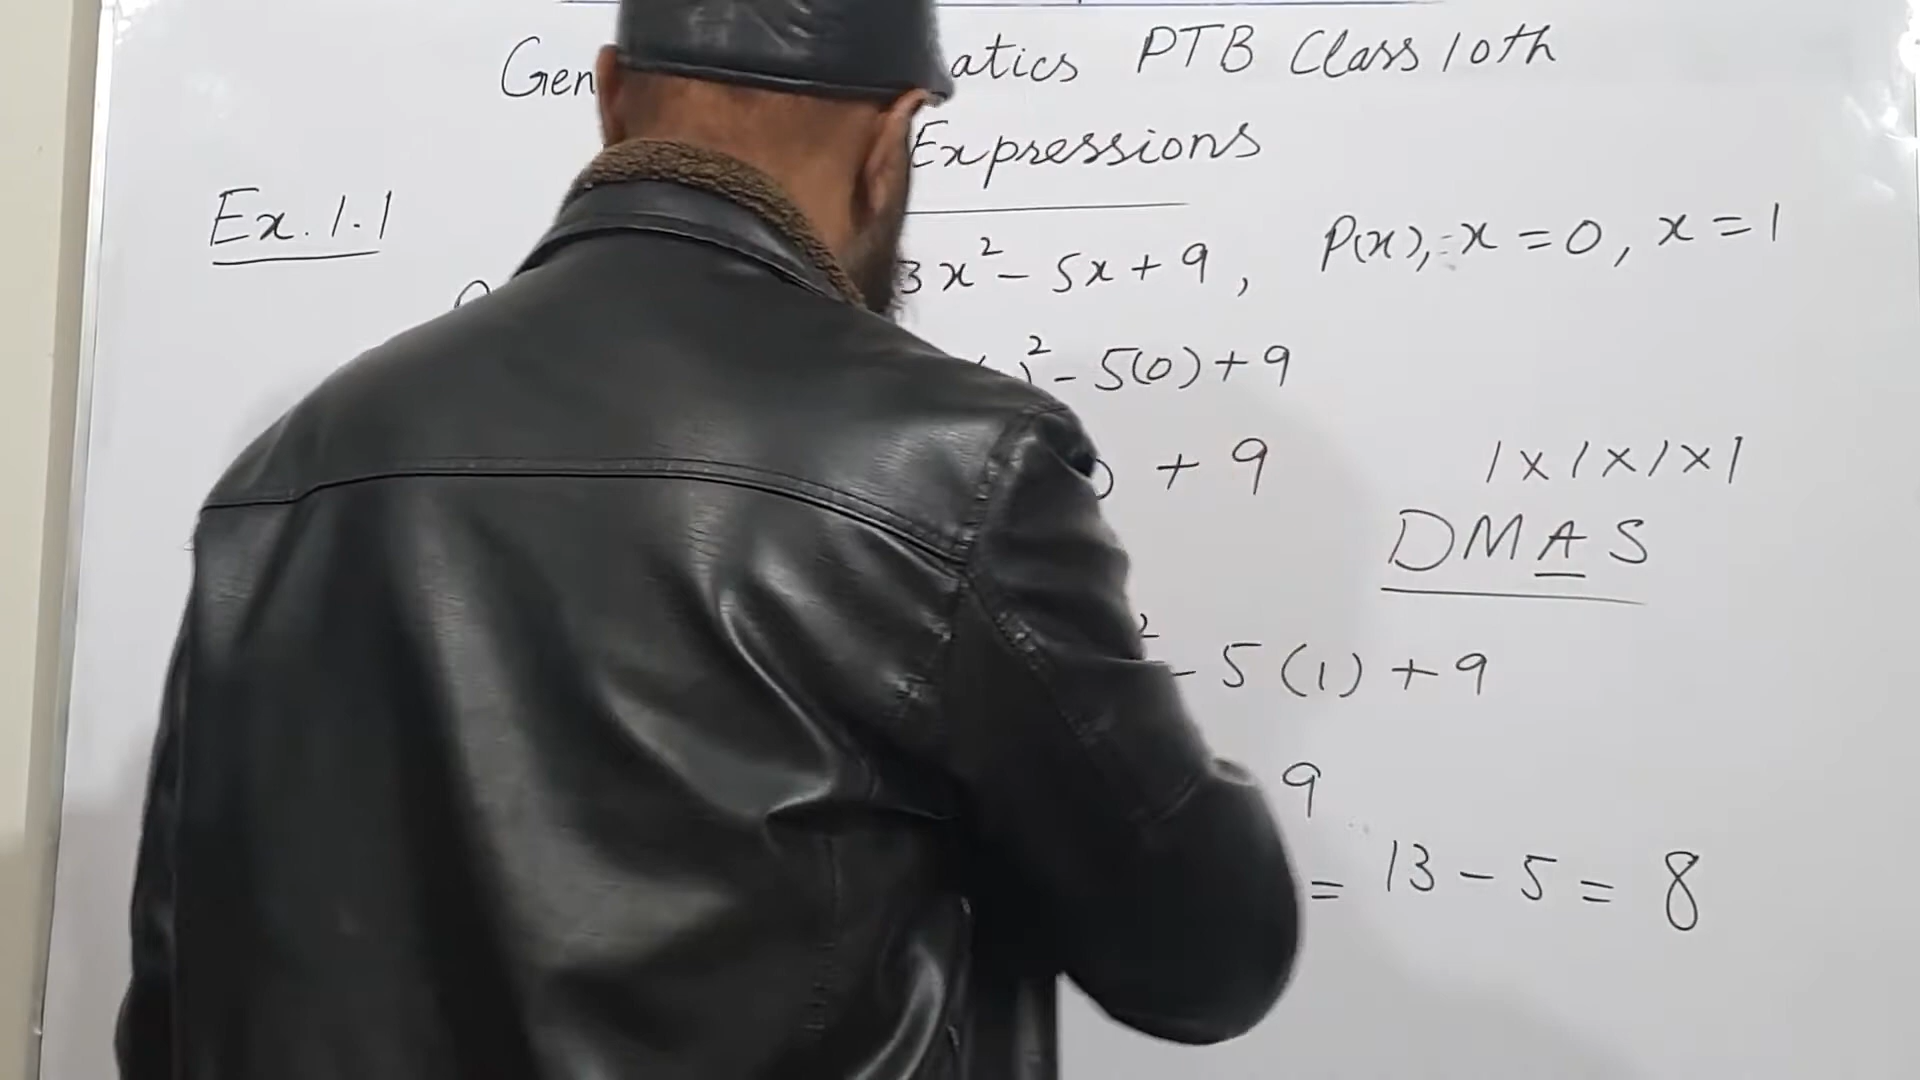 Gen atics PTB Class 10th
Expressions
Ex. 1.1
3x² - 5x + 9, P(x), x = 0, x = 1
)² - 5(0) + 9
0 + 9
1 x 1 x 1 x 1
DMAS
² - 5 (1) + 9
9
= 13 - 5 = 8